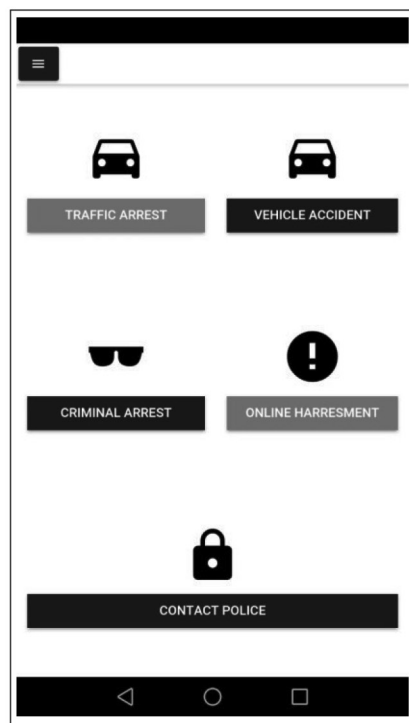 TRAFFIC ARREST
VEHICLE ACCIDENT
CRIMINAL ARREST
ONLINE HARRESMENT
CONTACT POLICE